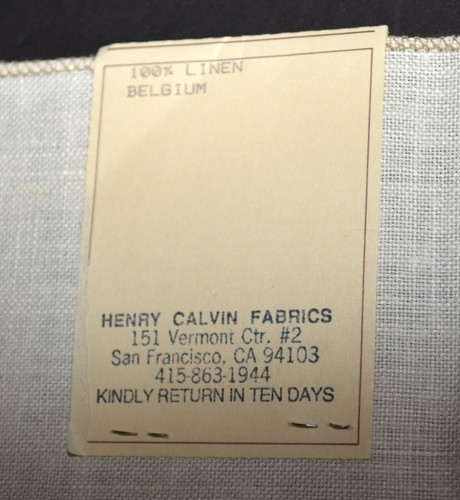 100% LINEN
BELGIUM
HENRY CALVIN FABRICS
151 Vermont Ctr. #2
San Francisco, CA 94103
415-863-1944
KINDLY RETURN IN TEN DAYS